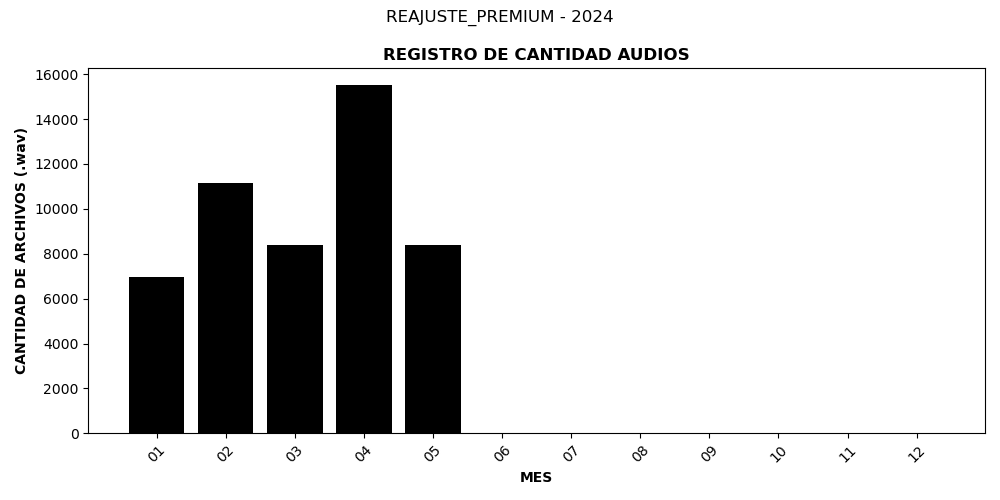 REAJUSTE_PREMIUM - 2024
REGISTRO DE CANTIDAD AUDIOS
CANTIDAD DE ARCHIVOS (.wav)
16000
14000
12000
10000
8000
6000
4000
2000
0
01 02 03 04 05 06 07 08 09 10 11 12
MES